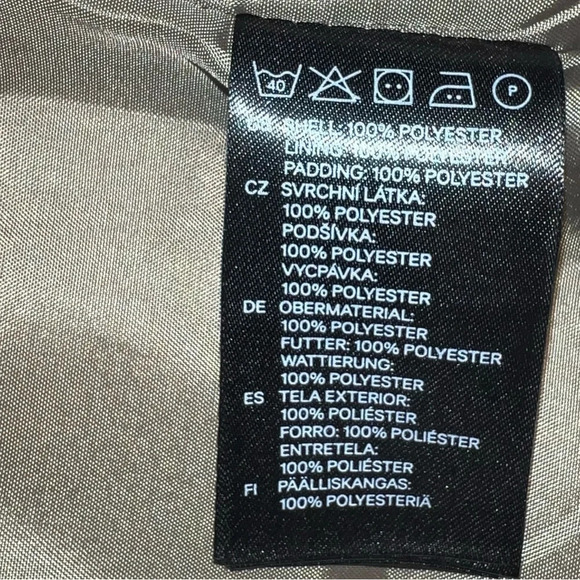 40 P
SHELL: 100% POLYESTER
LINING: 100% POLYESTER
PADDING: 100% POLYESTER
CZ SVRCHNÍ LÁTKA:
100% POLYESTER
PODŠÍVKA:
100% POLYESTER
VYCPÁVKA:
100% POLYESTER
DE OBERMATERIAL:
100% POLYESTER
FUTTER: 100% POLYESTER
WATTIERUNG:
100% POLYESTER
ES TELA EXTERIOR:
100% POLIÉSTER
FORRO: 100% POLIÉSTER
ENTRETELA:
100% POLIÉSTER
FI PÄÄLLISKANGAS:
100% POLYESTERIÄ